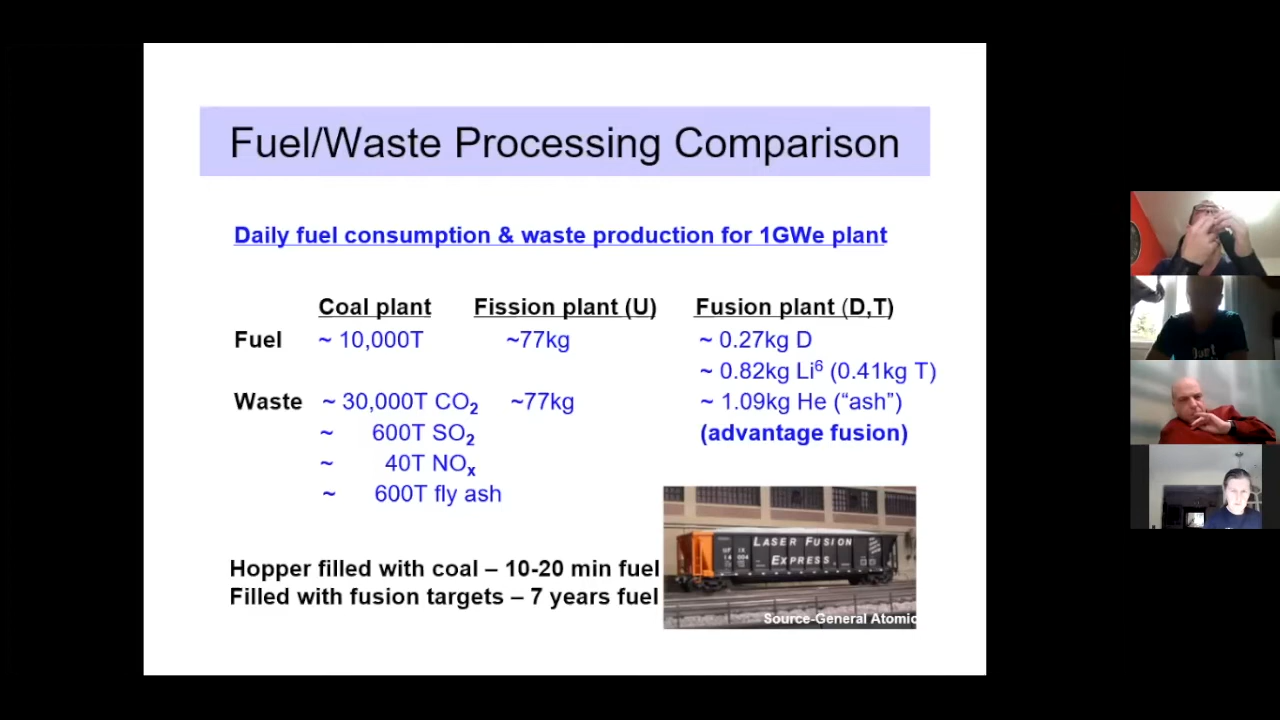 Fuel/Waste Processing Comparison
Daily fuel consumption & waste production for 1GWe plant
Coal plant Fission plant (U) Fusion plant (D,T)
Fuel ~ 10,000T ~77kg ~ 0.27kg D
~ 0.82kg Li⁶ (0.41kg T)
Waste ~ 30,000T CO₂ ~77kg ~ 1.09kg He (“ash”)
~ 600T SO₂ (advantage fusion)
~ 40T NOₓ
~ 600T fly ash
LASER FUSION
EXPRESS
Hopper filled with coal – 10-20 min fuel
Filled with fusion targets – 7 years fuel
Source-General Atomic